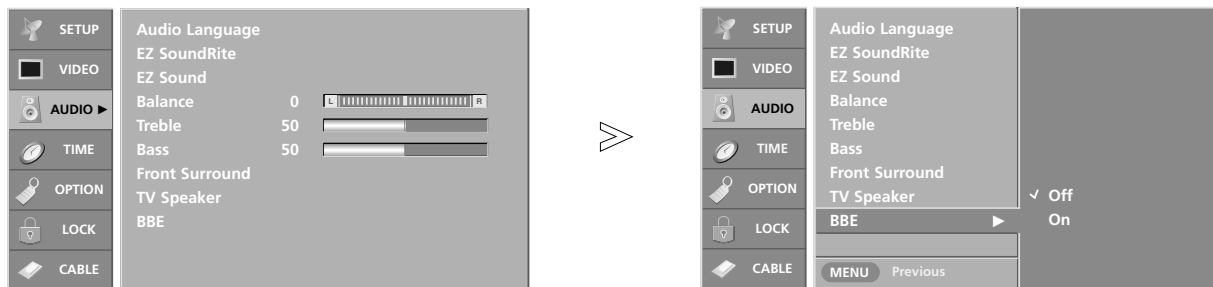 SETUP
VIDEO
AUDIO ►
TIME
OPTION
LOCK
CABLE
Audio Language
EZ SoundRite
EZ Sound
Balance 0 L R
Treble 50
Bass 50
Front Surround
TV Speaker
BBE
SETUP
VIDEO
AUDIO
TIME
OPTION
LOCK
CABLE
Audio Language
EZ SoundRite
EZ Sound
Balance
Treble
Bass
Front Surround
TV Speaker
BBE ►
MENU Previous
✓ Off
On